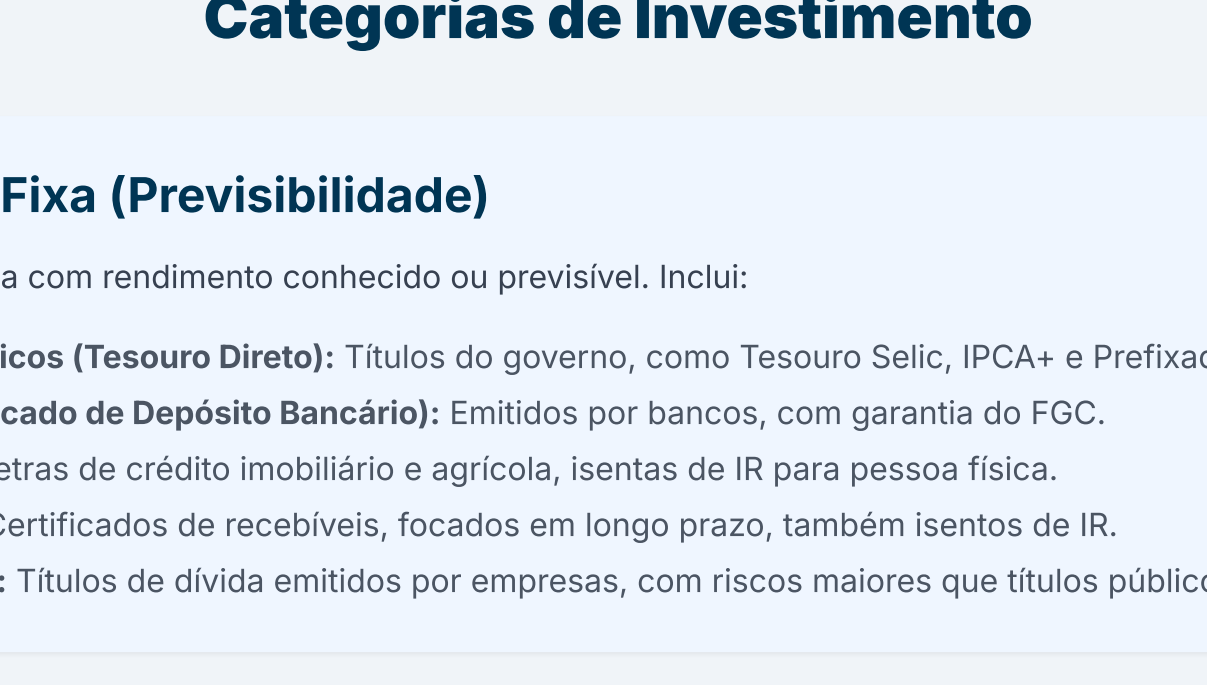 Categorias de Investimento
Fixa (Previsibilidade)
a com rendimento conhecido ou previsível. Inclui:
icos (Tesouro Direto): Títulos do governo, como Tesouro Selic, IPCA+ e Prefixad
cado de Depósito Bancário): Emitidos por bancos, com garantia do FGC.
etras de crédito imobiliário e agrícola, isentas de IR para pessoa física.
Certificados de recebíveis, focados em longo prazo, também isentos de IR.
: Títulos de dívida emitidos por empresas, com riscos maiores que títulos público